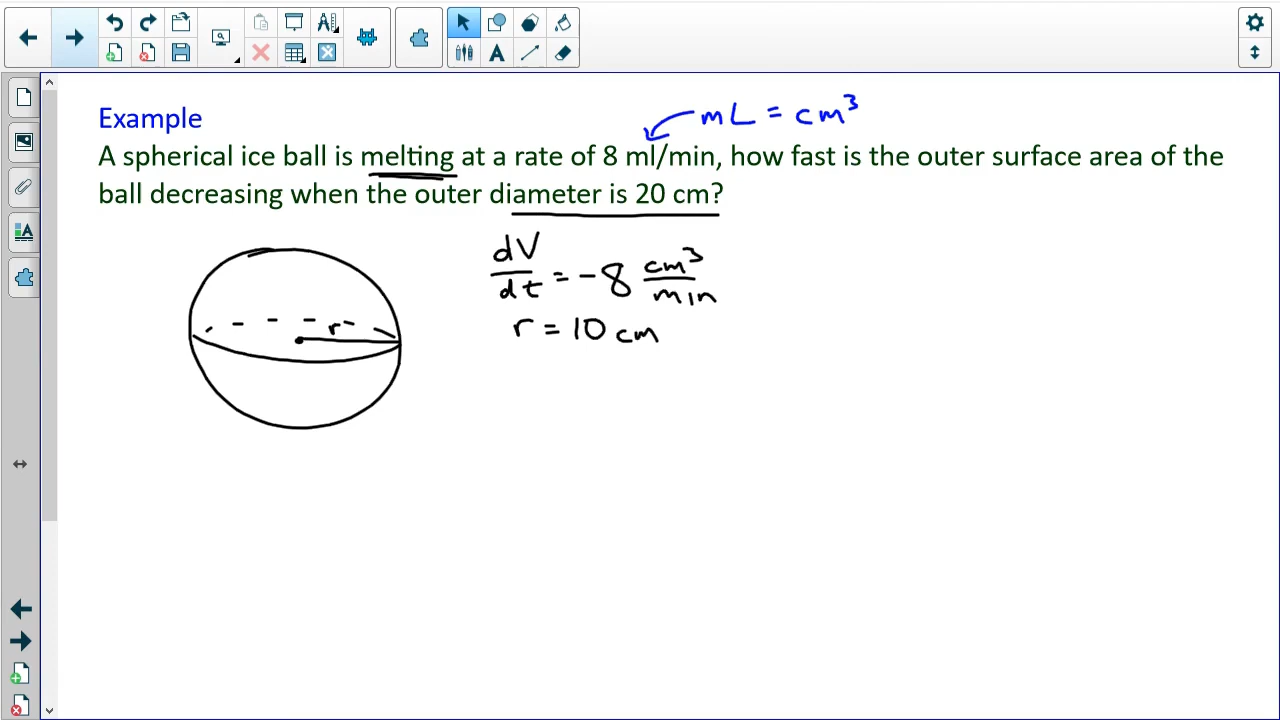 Example
mL = cm³
A spherical ice ball is melting at a rate of 8 ml/min, how fast is the outer surface area of the
ball decreasing when the outer diameter is 20 cm?
dV/dt = -8 cm³/min
r
r = 10 cm